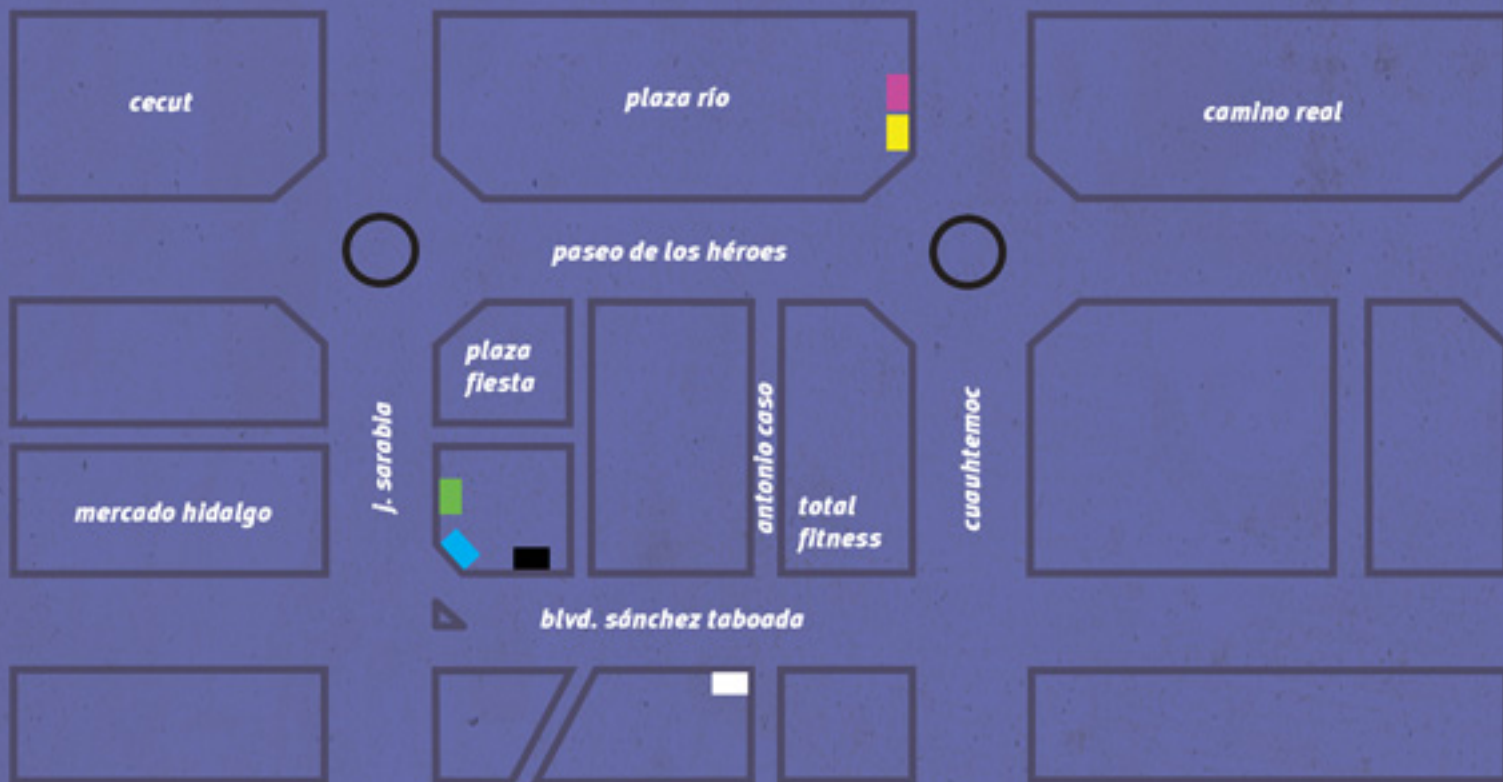 cecut
plaza río
camino real
paseo de los héroes
plaza
fiesta
j. sarabia
antonio caso
cuauhtemoc
mercado hidalgo
total
fitness
blvd. sánchez taboada